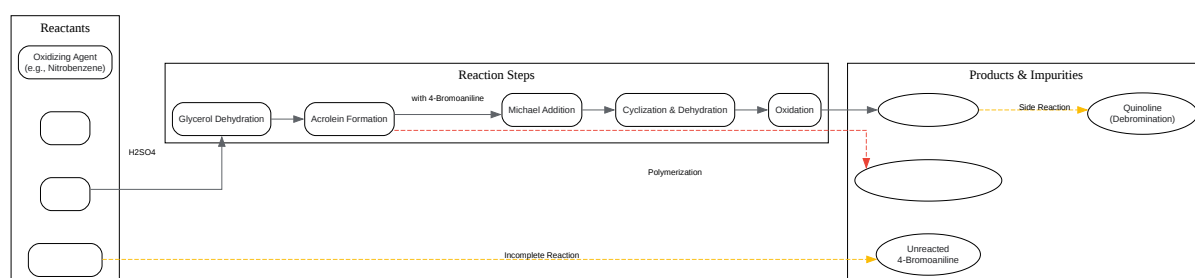 Reactants
Oxidizing Agent
(e.g., Nitrobenzene)
H2SO4
Reaction Steps
with 4-Bromoaniline
Glycerol Dehydration
Acrolein Formation
Michael Addition
Cyclization & Dehydration
Oxidation
Polymerization
Incomplete Reaction
Products & Impurities
Side Reaction
Quinoline
(Debromination)
Unreacted
4-Bromoaniline